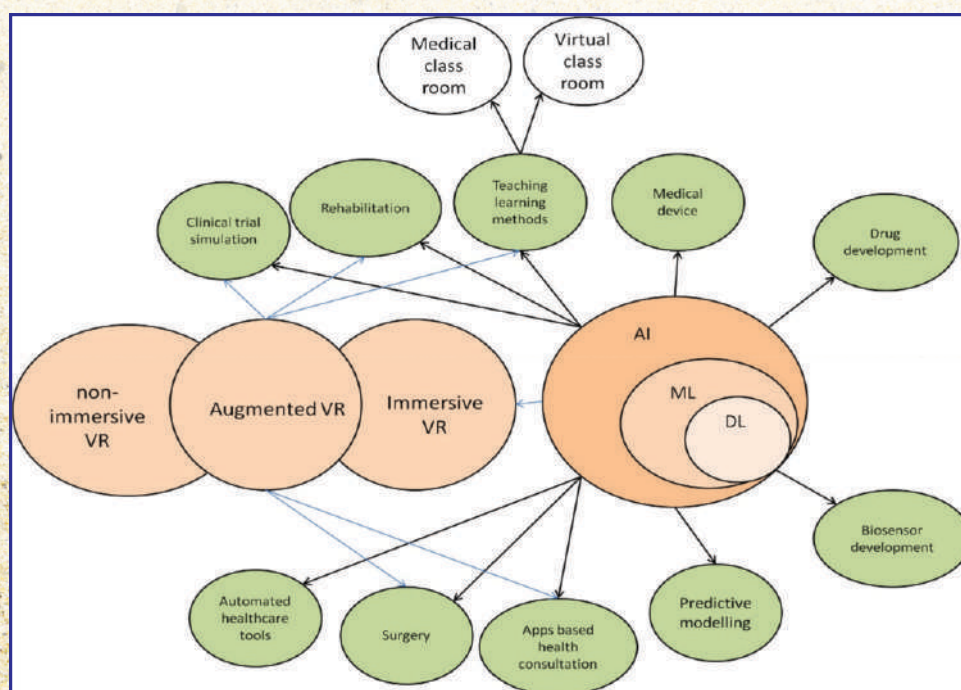 Medical
class
room
Virtual
class
room
Clinical trial
simulation
Rehabilitation
Teaching
learning
methods
Medical
device
Drug
development
non-
immersive
VR
Augmented VR
Immersive
VR
AI
ML
DL
Biosensor
development
Automated
healthcare
tools
Surgery
Apps based
health
consultation
Predictive
modelling